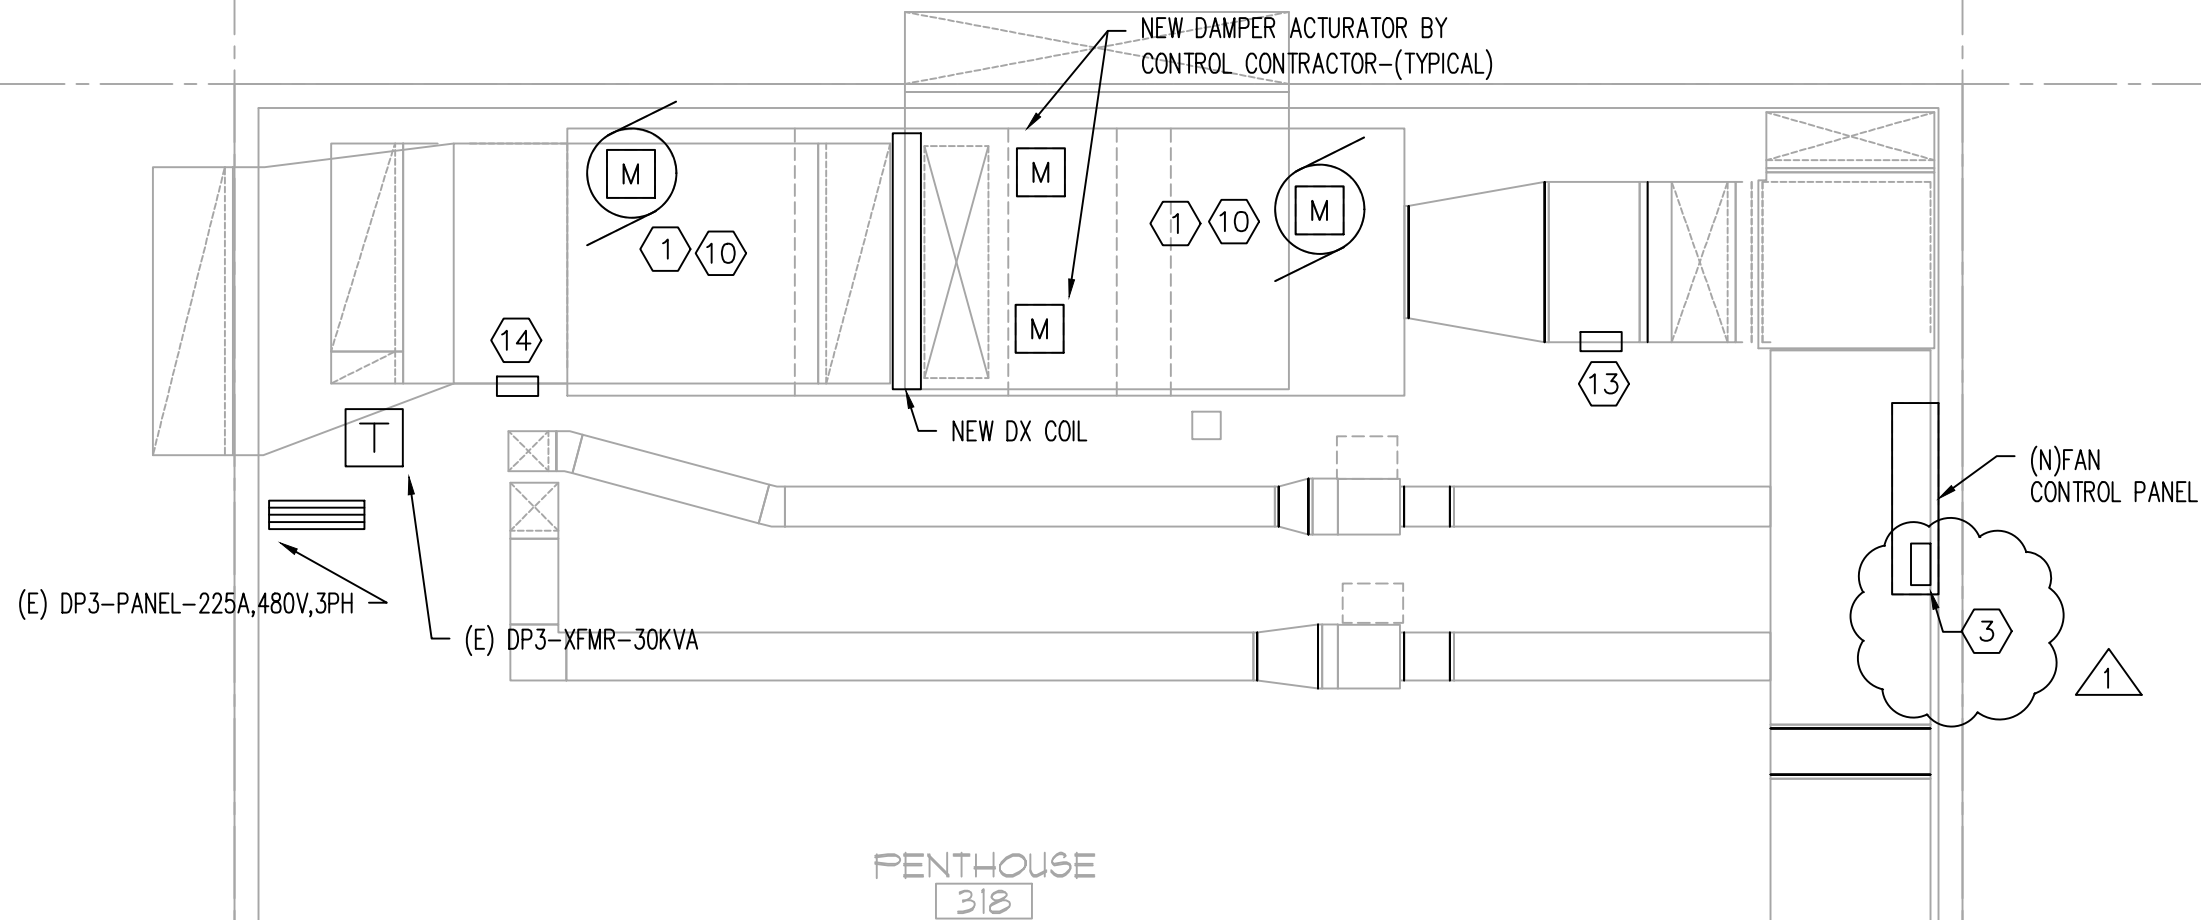 NEW DAMPER ACTURATOR BY
CONTROL CONTRACTOR-(TYPICAL)
M
M
M
1
10
1
10
M
14
13
T
NEW DX COIL
(N)FAN
CONTROL PANEL
(E) DP3-PANEL-225A,480V,3PH
(E) DP3-XFMR-30KVA
3
1
PENTHOUSE
318